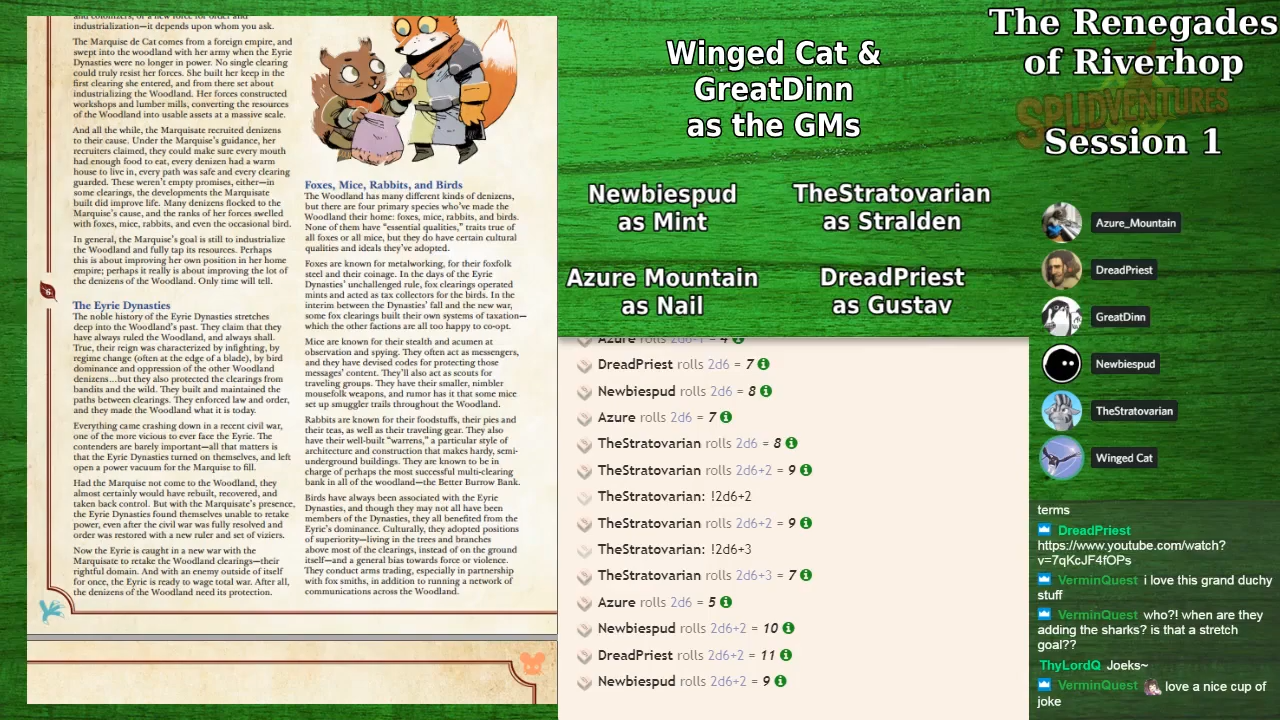 industrialization—it depends upon whom you ask.
The Marquise de Cat comes from a foreign empire, and
swept into the woodland with her army when the Eyrie
Dynasties were no longer in power. No single clearing
could truly resist her forces. She built her keep in the
first clearing she entered, and from there set about
industrializing the Woodland. Her forces constructed
workshops and lumber mills, converting the resources
of the Woodland into usable assets at a massive scale.
And all the while, the Marquisate recruited denizens
to their cause. Under the Marquise's guidance, her
recruiters claimed, they could make sure every mouth
had enough food to eat, every denizen had a warm
house to live in, every path was safe and every clearing
guarded. These weren't empty promises, either—in
some clearings, the developments the Marquisate
built did improve life. Many denizens flocked to the
Marquise's cause, and the ranks of her forces swelled
with foxes, mice, rabbits, and even the occasional bird.
In general, the Marquise's goal is still to industrialize
the Woodland and fully tap its resources. Perhaps
this is about improving her own position in her home
empire; perhaps it really is about improving the lot of
the denizens of the Woodland. Only time will tell.
The Eyrie Dynasties
The noble history of the Eyrie Dynasties stretches
deep into the Woodland's past. They claim that they
have always ruled the Woodland, and always shall.
True, their reign was characterized by infighting, by
regime change (often at the edge of a blade), by bird
dominance and oppression of the other Woodland
denizens...but they also protected the clearings from
bandits and the wild. They built and maintained the
paths between clearings. They enforced law and order,
and they made the Woodland what it is today.
Everything came crashing down in a recent civil war,
one of the more vicious to ever face the Eyrie. The
contenders are barely important—all that matters is
that the Eyrie Dynasties turned on themselves, and left
open a power vacuum for the Marquise to fill.
Had the Marquise not come to the Woodland, they
almost certainly would have rebuilt, recovered, and
taken back control. But with the Marquisate's presence,
the Eyrie Dynasties found themselves unable to retake
power, even after the civil war was fully resolved and
order was restored with a new ruler and set of viziers.
Now the Eyrie is caught in a new war with the
Marquisate to retake the Woodland clearings—their
rightful domain. And with an enemy outside of itself
for once, the Eyrie is ready to wage total war. After all,
the denizens of the Woodland need its protection.
Foxes, Mice, Rabbits, and Birds
The Woodland has many different kinds of denizens,
but there are four primary species who've made the
Woodland their home: foxes, mice, rabbits, and birds.
None of them have "essential qualities," traits true of
all foxes or all mice, but they do have certain cultural
qualities and ideals they've adopted.
Foxes are known for metalworking, for their foxfolk
steel and their coinage. In the days of the Eyrie
Dynasties' unchallenged rule, fox clearings operated
mints and acted as tax collectors for the birds. In the
interim between the Dynasties' fall and the new war,
some fox clearings built their own systems of taxation—
which the other factions are all too happy to co-opt.
Mice are known for their stealth and acumen at
observation and spying. They often act as messengers,
and they have devised codes for protecting those
messages' content. They'll also act as scouts for
traveling groups. They have their smaller, nimbler
mousefolk weapons, and rumor has it that some mice
set up smuggler trails throughout the Woodland.
Rabbits are known for their foodstuffs, their pies and
their teas, as well as their traveling gear. They also
have their well-built "warrens," a particular style of
architecture and construction that makes hardy, semi-
underground buildings. They are known to be in
charge of perhaps the most successful multi-clearing
bank in all of the woodland—the Better Burrow Bank.
Birds have always been associated with the Eyrie
Dynasties, and though they may not all have been
members of the Dynasties, they all benefited from the
Eyrie's dominance. Culturally, they adopted positions
of superiority—living in the trees and branches
above most of the clearings, instead of on the ground
itself—and a general bias towards force or violence.
They conduct arms trading, especially in partnership
with fox smiths, in addition to running a network of
communications across the Woodland.
Winged Cat &
GreatDinn
as the GMs
Newbiespud
as Mint
TheStratovarian
as Stralden
Azure Mountain
as Nail
DreadPriest
as Gustav
The Renegades
of Riverhop
SPUDVENTURES
Session 1
Azure_Mountain
DreadPriest
GreatDinn
Newbiespud
TheStratovarian
Winged Cat
Azure rolls 2d6-1 = 4
DreadPriest rolls 2d6 = 7
Newbiespud rolls 2d6 = 8
Azure rolls 2d6 = 7
TheStratovarian rolls 2d6 = 8
TheStratovarian rolls 2d6+2 = 9
TheStratovarian: !2d6+2
TheStratovarian rolls 2d6+2 = 9
TheStratovarian: !2d6+3
TheStratovarian rolls 2d6+3 = 7
Azure rolls 2d6 = 5
Newbiespud rolls 2d6+2 = 10
DreadPriest rolls 2d6+2 = 11
Newbiespud rolls 2d6+2 = 9
terms
DreadPriest
https://www.youtube.com/watch?
v=7qKcJF4fOPs
VerminQuest i love this grand duchy
stuff
VerminQuest who?! when are they
adding the sharks? is that a stretch
goal??
ThyLordQ Joeks~
VerminQuest love a nice cup of
joke